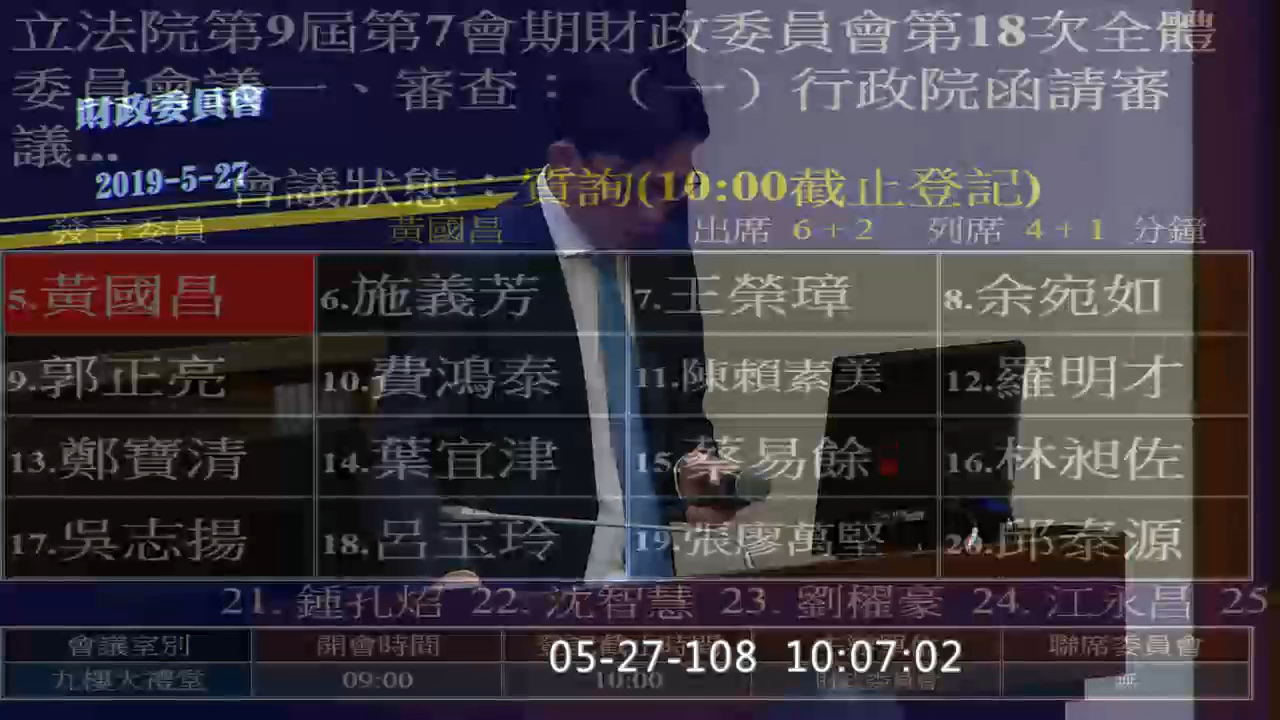 立法院第9屆第7會期財政委員會第18次全體
委員會議一、審查：（一）行政院函請審
議...
財政委員會
2019-5-27
會議狀態：質詢(10:00截止登記)
發言委員 黃國昌 出席 6+2 列席 4+1 分鐘
5.黃國昌 6.施義芳 7.王榮璋 8.余宛如
9.郭正亮 10.費鴻泰 11.陳賴素美 12.羅明才
13.鄭寶清 14.葉宜津 15.蔡易餘 16.林昶佐
17.吳志揚 18.呂玉玲 19.張廖萬堅 20.邱泰源
21. 鍾孔炤 22. 沈智慧 23. 劉櫂豪 24. 江永昌 25
會議室別 開會時間 聯席委員會
九樓大禮堂 09:00 10:00 財政委員會
05-27-108 10:07:02